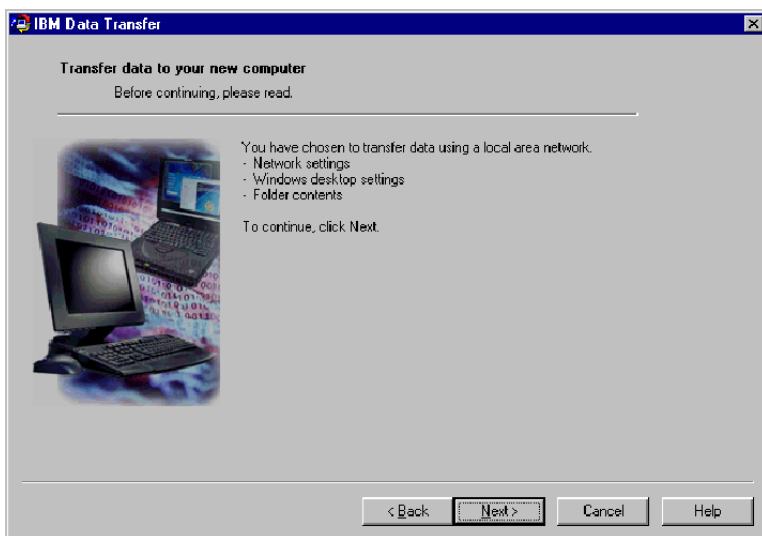 IBM Data Transfer
Transfer data to your new computer
Before continuing, please read.
You have chosen to transfer data using a local area network.
- Network settings
- Windows desktop settings
- Folder contents
To continue, click Next.
< Back Next > Cancel Help